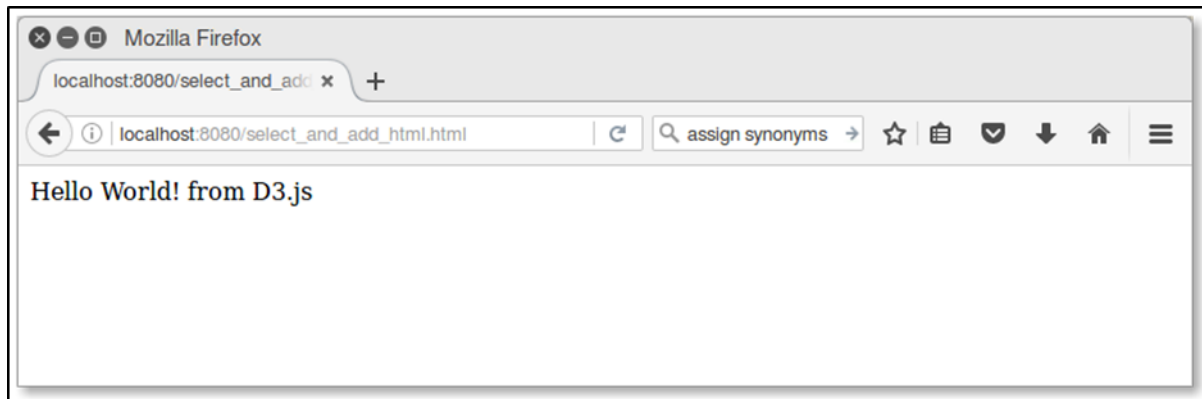 Mozilla Firefox
localhost:8080/select_and_add
localhost:8080/select_and_add_html.html
assign synonyms
Hello World! from D3.js